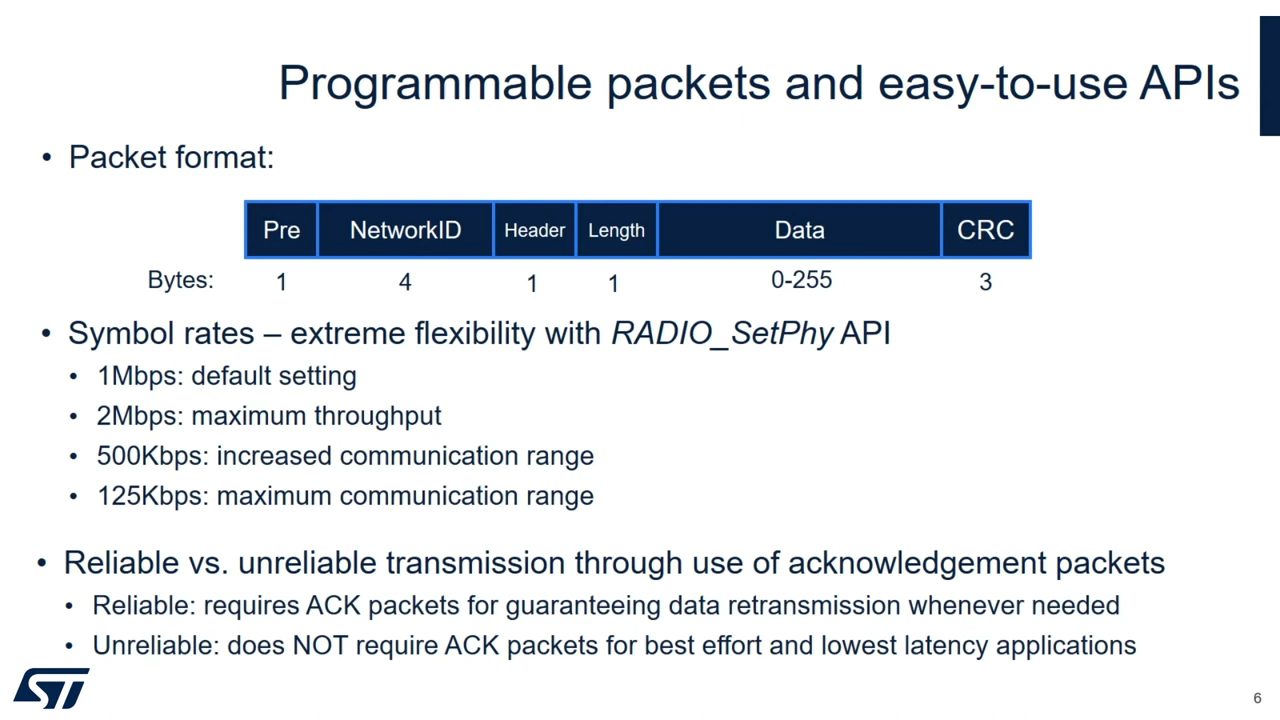 Programmable packets and easy-to-use APIs
• Packet format:
Pre NetworkID Header Length Data CRC
Bytes: 1 4 1 1 0-255 3
• Symbol rates – extreme flexibility with RADIO_SetPhy API
• 1Mbps: default setting
• 2Mbps: maximum throughput
• 500Kbps: increased communication range
• 125Kbps: maximum communication range
• Reliable vs. unreliable transmission through use of acknowledgement packets
• Reliable: requires ACK packets for guaranteeing data retransmission whenever needed
• Unreliable: does NOT require ACK packets for best effort and lowest latency applications
ST
6